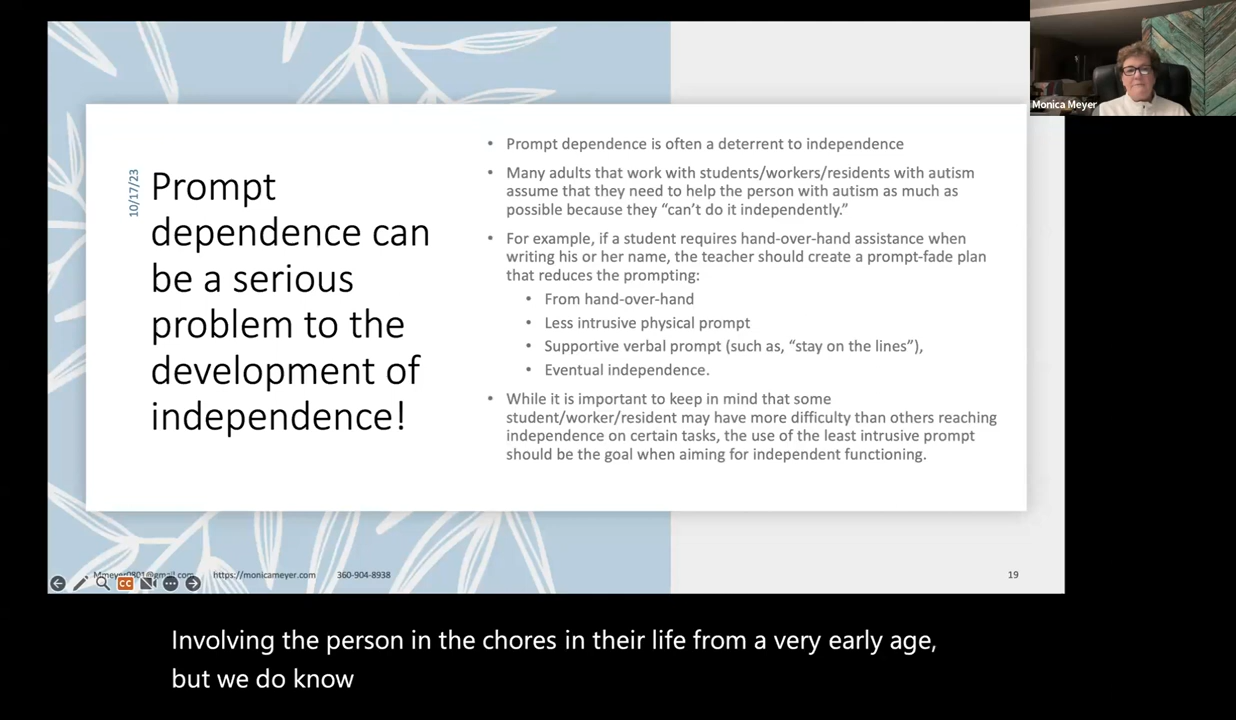 Monica Meyer
10/17/23
Prompt
dependence can
be a serious
problem to the
development of
independence!
• Prompt dependence is often a deterrent to independence
• Many adults that work with students/workers/residents with autism
assume that they need to help the person with autism as much as
possible because they “can’t do it independently.”
• For example, if a student requires hand-over-hand assistance when
writing his or her name, the teacher should create a prompt-fade plan
that reduces the prompting:
• From hand-over-hand
• Less intrusive physical prompt
• Supportive verbal prompt (such as, “stay on the lines”),
• Eventual independence.
• While it is important to keep in mind that some
student/worker/resident may have more difficulty than others reaching
independence on certain tasks, the use of the least intrusive prompt
should be the goal when aiming for independent functioning.
Mmeyer0801@gmail.com https://monicameyer.com 360-904-8938
19
CC
Involving the person in the chores in their life from a very early age,
but we do know